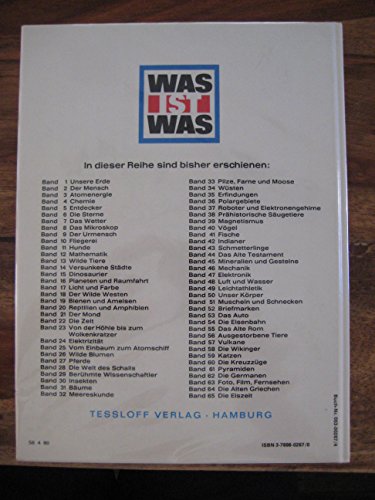 WAS
IST
WAS
In dieser Reihe sind bisher erschienen:
Band 1 Unsere Erde
Band 2 Der Mensch
Band 3 Atomenergie
Band 4 Chemie
Band 5 Entdecker
Band 6 Die Sterne
Band 7 Das Wetter
Band 8 Das Mikroskop
Band 9 Der Urmensch
Band 10 Fliegerei
Band 11 Hunde
Band 12 Mathematik
Band 13 Wilde Tiere
Band 14 Versunkene Städte
Band 15 Dinosaurier
Band 16 Planeten und Raumfahrt
Band 17 Licht und Farbe
Band 18 Der Wilde Westen
Band 19 Bienen und Ameisen
Band 20 Reptilien und Amphibien
Band 21 Der Mond
Band 22 Die Zeit
Band 23 Von der Höhle bis zum
Wolkenkratzer
Band 24 Elektrizität
Band 25 Vom Einbaum zum Atomschiff
Band 26 Wilde Blumen
Band 27 Pferde
Band 28 Die Welt des Schalls
Band 29 Berühmte Wissenschaftler
Band 30 Insekten
Band 31 Bäume
Band 32 Meereskunde
Band 33 Pilze, Farne und Moose
Band 34 Wüsten
Band 35 Erfindungen
Band 36 Polargebiete
Band 37 Roboter und Elektronengehirne
Band 38 Prähistorische Säugetiere
Band 39 Magnetismus
Band 40 Vögel
Band 41 Fische
Band 42 Indianer
Band 43 Schmetterlinge
Band 44 Das Alte Testament
Band 45 Mineralien und Gesteine
Band 46 Mechanik
Band 47 Elektronik
Band 48 Luft und Wasser
Band 49 Leichtathletik
Band 50 Unser Körper
Band 51 Muscheln und Schnecken
Band 52 Briefmarken
Band 53 Das Auto
Band 54 Die Eisenbahn
Band 55 Das Alte Rom
Band 56 Ausgestorbene Tiere
Band 57 Vulkane
Band 58 Die Wikinger
Band 59 Katzen
Band 60 Die Kreuzzüge
Band 61 Pyramiden
Band 62 Die Germanen
Band 63 Foto, Film, Fernsehen
Band 64 Die Alten Griechen
Band 65 Die Eiszeit
TESSLOFF VERLAG · HAMBURG
ISBN 3-7886-0267/0